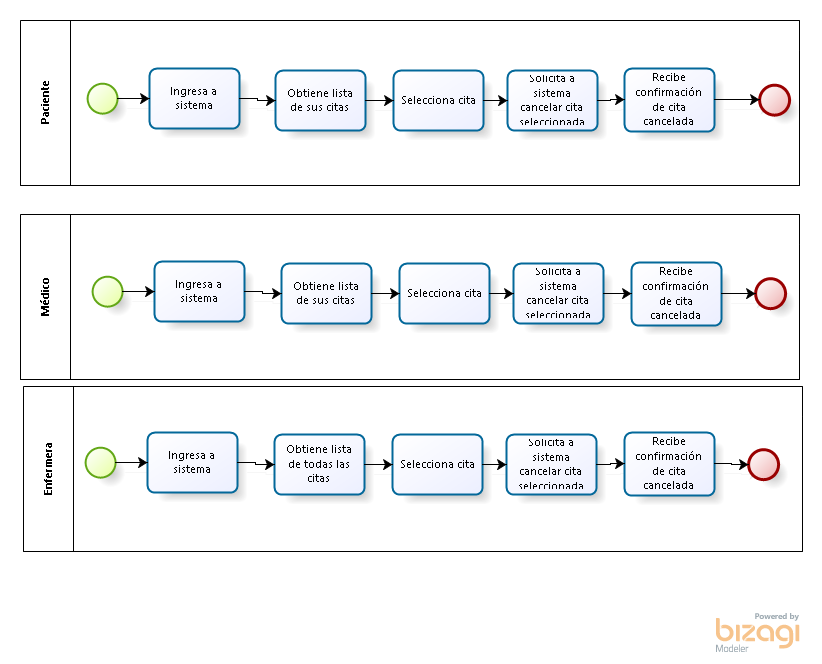 Paciente
Ingresa a
sistema
Obtiene lista
de sus citas
Selecciona cita
Solicita a
sistema
cancelar cita
seleccionada
Recibe
confirmación
de cita
cancelada
Médico
Ingresa a
sistema
Obtiene lista
de sus citas
Selecciona cita
Solicita a
sistema
cancelar cita
seleccionada
Recibe
confirmación
de cita
cancelada
Enfermera
Ingresa a
sistema
Obtiene lista
de todas las
citas
Selecciona cita
Solicita a
sistema
cancelar cita
seleccionada
Recibe
confirmación
de cita
cancelada
Powered by
bizagi
Modeler